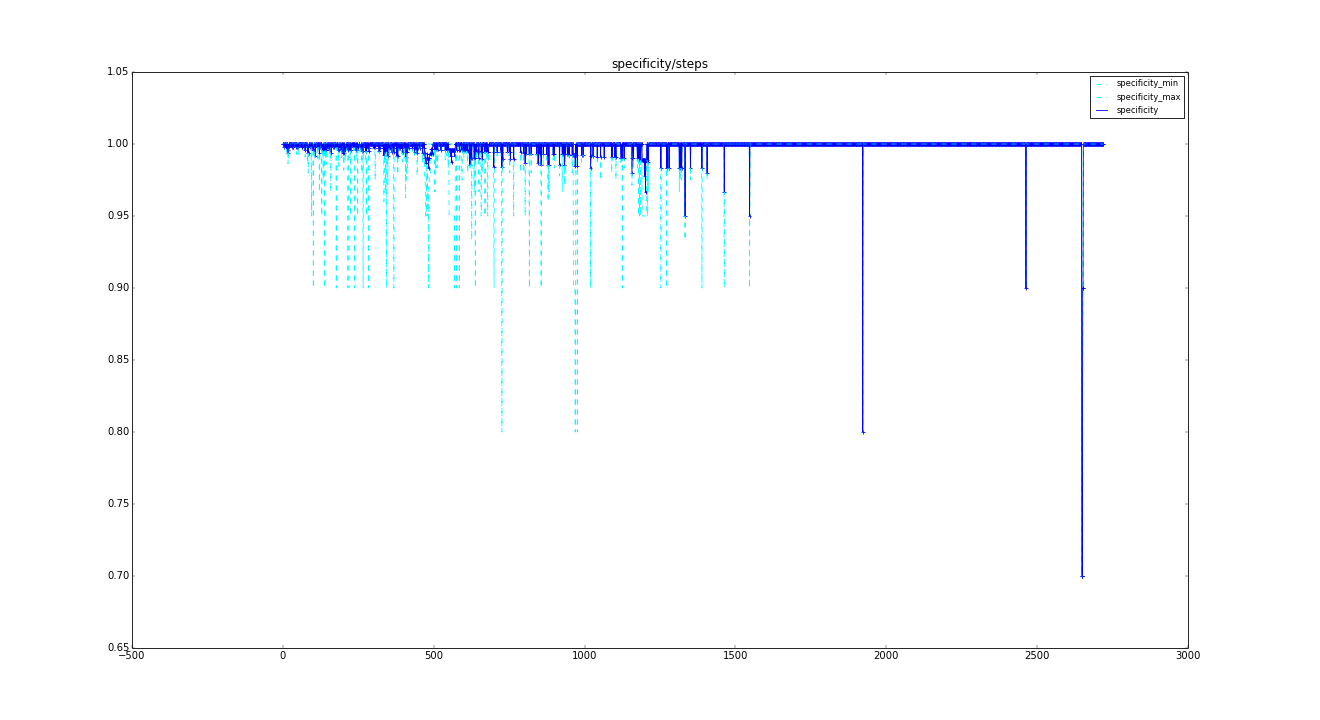 specificity/steps
1.05
specificity_min
specificity_max
specificity
1.00
0.95
0.90
0.85
0.80
0.75
0.70
0.65
−500 0 500 1000 1500 2000 2500 3000